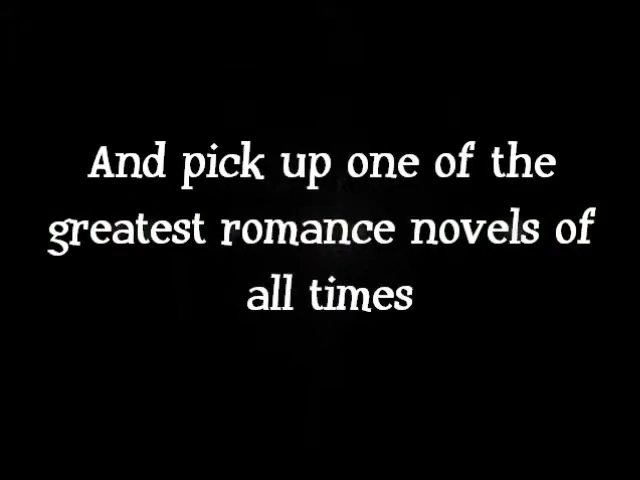 And pick up one of the
greatest romance novels of
all times